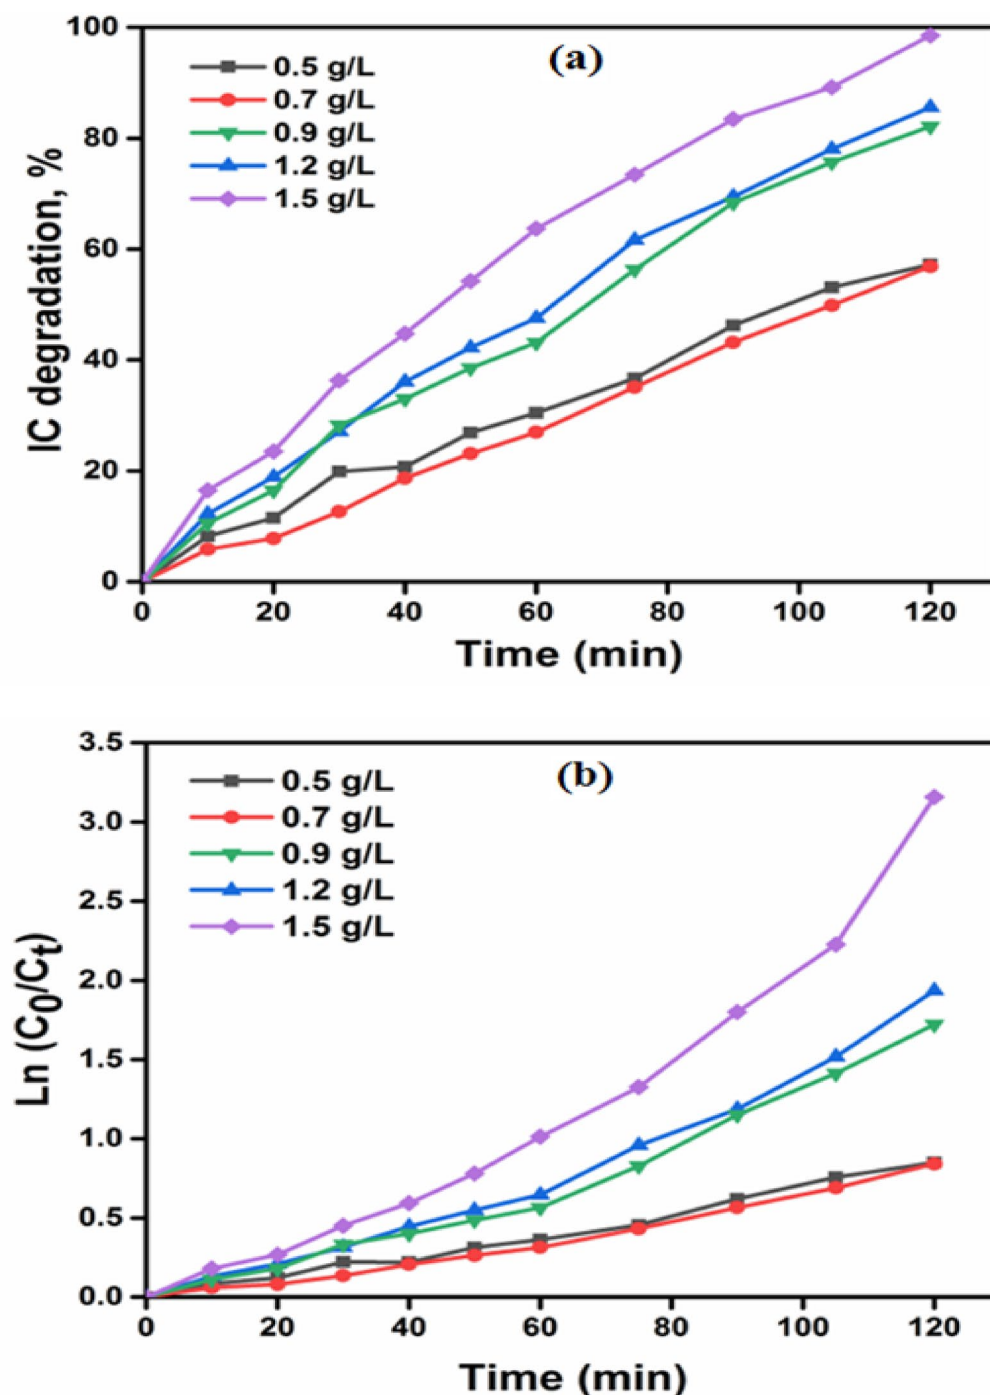 (a)
0.5 g/L
0.7 g/L
0.9 g/L
1.2 g/L
1.5 g/L
IC degradation, %
100
80
60
40
20
0
0 20 40 60 80 100 120
Time (min)
(b)
0.5 g/L
0.7 g/L
0.9 g/L
1.2 g/L
1.5 g/L
Ln (C0/Ct)
3.5
3.0
2.5
2.0
1.5
1.0
0.5
0.0
0 20 40 60 80 100 120
Time (min)